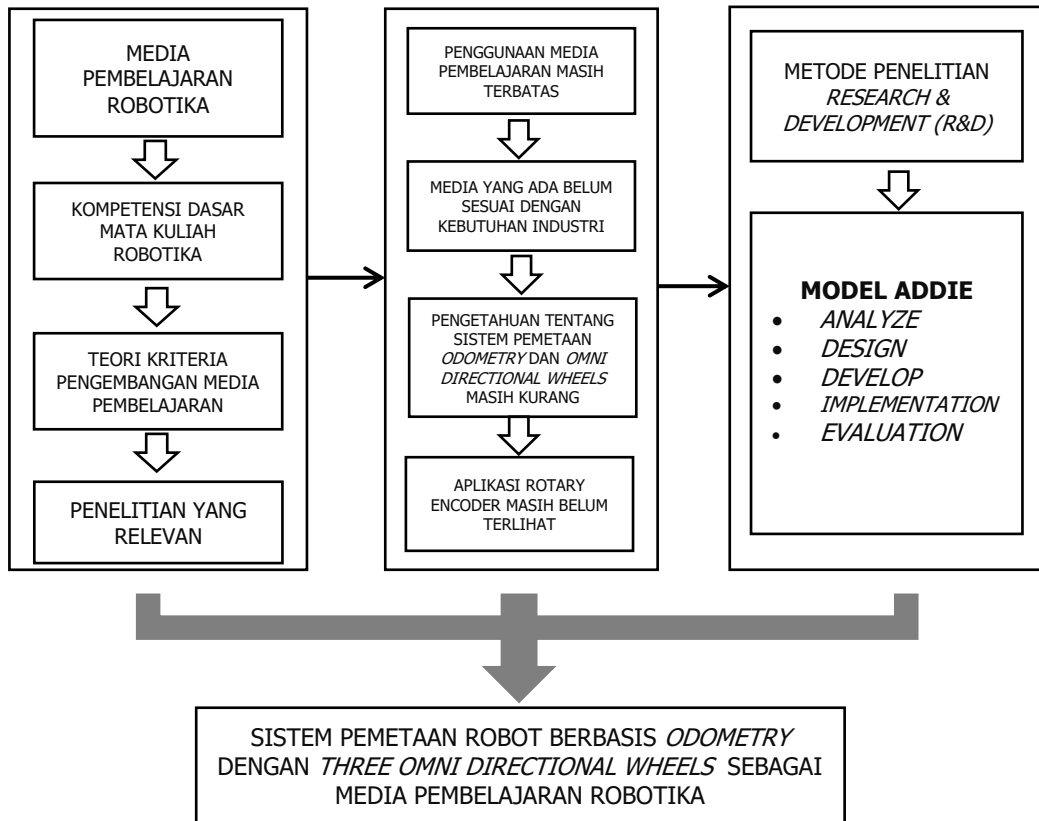 MEDIA
PEMBELAJARAN
ROBOTIKA
KOMPETENSI DASAR
MATA KULIAH
ROBOTIKA
TEORI KRITERIA
PENGEMBANGAN MEDIA
PEMBELAJARAN
PENELITIAN YANG
RELEVAN
PENGGUNAAN MEDIA
PEMBELAJARAN MASIH
TERBATAS
MEDIA YANG ADA BELUM
SESUAI DENGAN
KEBUTUHAN INDUSTRI
PENGETAHUAN TENTANG
SISTEM PEMETAAN
ODOMETRY DAN OMNI
DIRECTIONAL WHEELS
MASIH KURANG
APLIKASI ROTARY
ENCODER MASIH BELUM
TERLIHAT
METODE PENELITIAN
RESEARCH &
DEVELOPMENT (R&D)
MODEL ADDIE
• ANALYZE
• DESIGN
• DEVELOP
• IMPLEMENTATION
• EVALUATION
SISTEM PEMETAAN ROBOT BERBASIS ODOMETRY
DENGAN THREE OMNI DIRECTIONAL WHEELS SEBAGAI
MEDIA PEMBELAJARAN ROBOTIKA